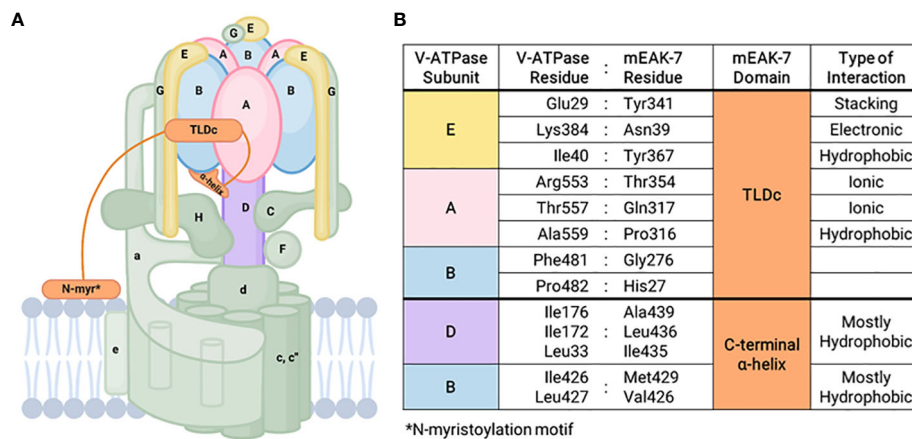 A
B
G
E
E
A
B
A
E
G
B
A
B
G
TLDc
α-helix
D
C
H
F
a
N-myr*
d
e
c, c"
V-ATPase Subunit
V-ATPase Residue : mEAK-7 Residue
mEAK-7 Domain
Type of Interaction
E
Glu29 : Tyr341
Stacking
Lys384 : Asn39
Electronic
Ile40 : Tyr367
Hydrophobic
TLDc
A
Arg553 : Thr354
Ionic
Thr557 : Gln317
Ionic
Ala559 : Pro316
Hydrophobic
B
Phe481 : Gly276
Pro482 : His27
D
Ile176 Ala439
Ile172 : Leu436
Leu33 Ile435
C-terminal α-helix
Mostly Hydrophobic
B
Ile426 : Met429
Leu427 Val426
Mostly Hydrophobic
*N-myristoylation motif